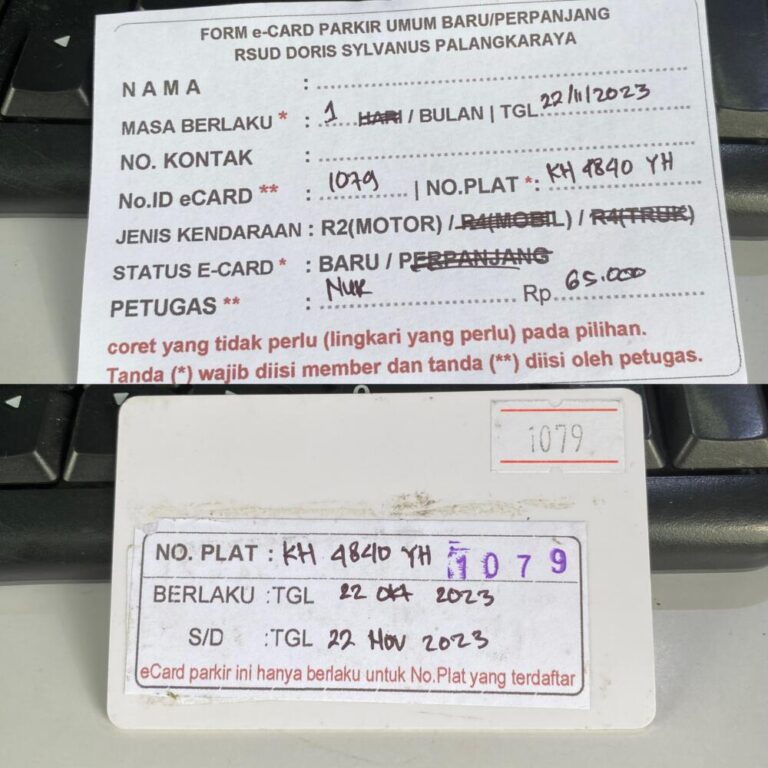 FORM e-CARD PARKIR UMUM BARU/PERPANJANG
RSUD DORIS SYLVANUS PALANGKARAYA
NAMA :
MASA BERLAKU * : 1 HARI / BULAN | TGL 22/11/2023
NO. KONTAK :
No.ID eCARD ** : 1079 | NO.PLAT *: KH 4840 YH
JENIS KENDARAAN : R2(MOTOR) / R4(MOBIL) / R4(TRUK)
STATUS E-CARD * : BARU / PERPANJANG
PETUGAS ** : NUK Rp 65.000
coret yang tidak perlu (lingkari yang perlu) pada pilihan.
Tanda (*) wajib diisi member dan tanda (**) diisi oleh petugas.
1079
NO. PLAT : KH 4840 YH 1079
BERLAKU :TGL 22 Okt 2023
S/D :TGL 22 Nov 2023
eCard parkir ini hanya berlaku untuk No.Plat yang terdaftar